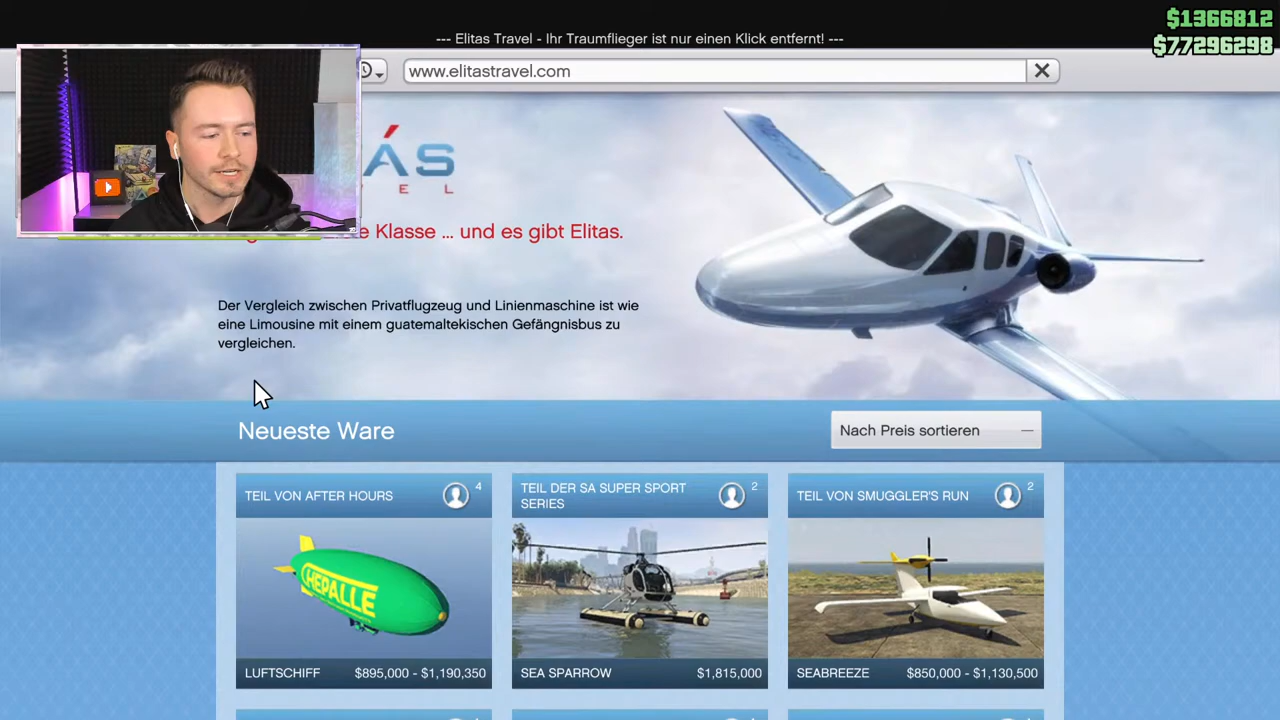 $1366812
$77296298
--- Elitas Travel - Ihr Traumflieger ist nur einen Klick entfernt! ---
www.elitastravel.com
ÁS
E L
e Klasse ... und es gibt Elitas.
Der Vergleich zwischen Privatflugzeug und Linienmaschine ist wie
eine Limousine mit einem guatemaltekischen Gefängnisbus zu
vergleichen.
Neueste Ware
Nach Preis sortieren
TEIL VON AFTER HOURS
4
TEIL DER SA SUPER SPORT
SERIES
2
TEIL VON SMUGGLER'S RUN
2
HEPALLE
LUFTSCHIFF
$895,000 - $1,190,350
SEA SPARROW
$1,815,000
SEABREEZE
$850,000 - $1,130,500